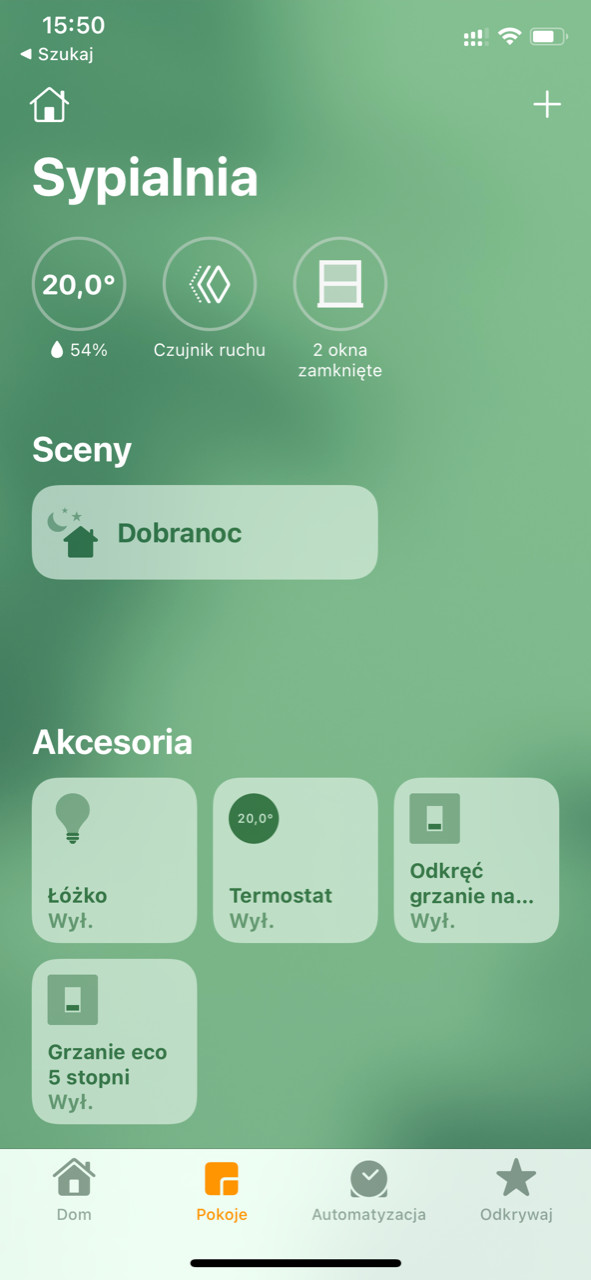 15:50
◀ Szukaj
Sypialnia
20,0°
54%
Czujnik ruchu
2 okna
zamknięte
Sceny
Dobranoc
Akcesoria
Łóżko
Wył.
20,0°
Termostat
Wył.
Odkręć
grzanie na...
Wył.
Grzanie eco
5 stopni
Wył.
Dom
Pokoje
Automatyzacja
Odkrywaj